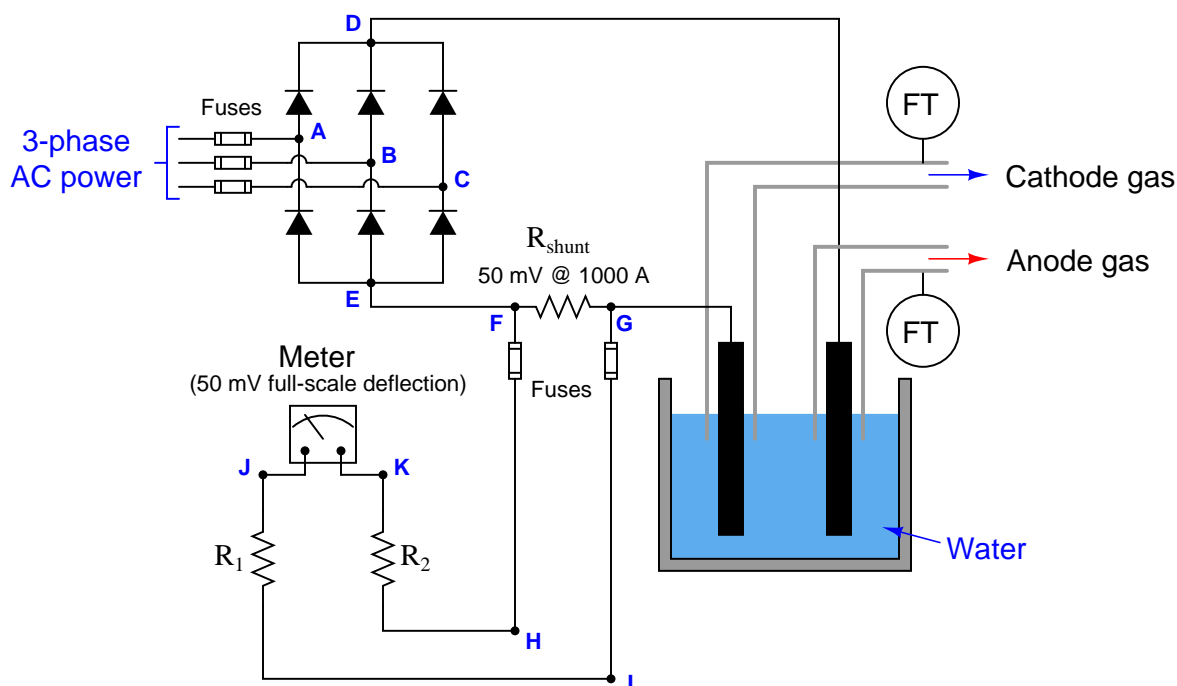 D
FT
Fuses
3-phase
AC power
A
B
C
Cathode gas
Rshunt
50 mV @ 1000 A
Anode gas
E
F
G
FT
Meter
(50 mV full-scale deflection)
Fuses
J
K
R1
R2
Water
H
I